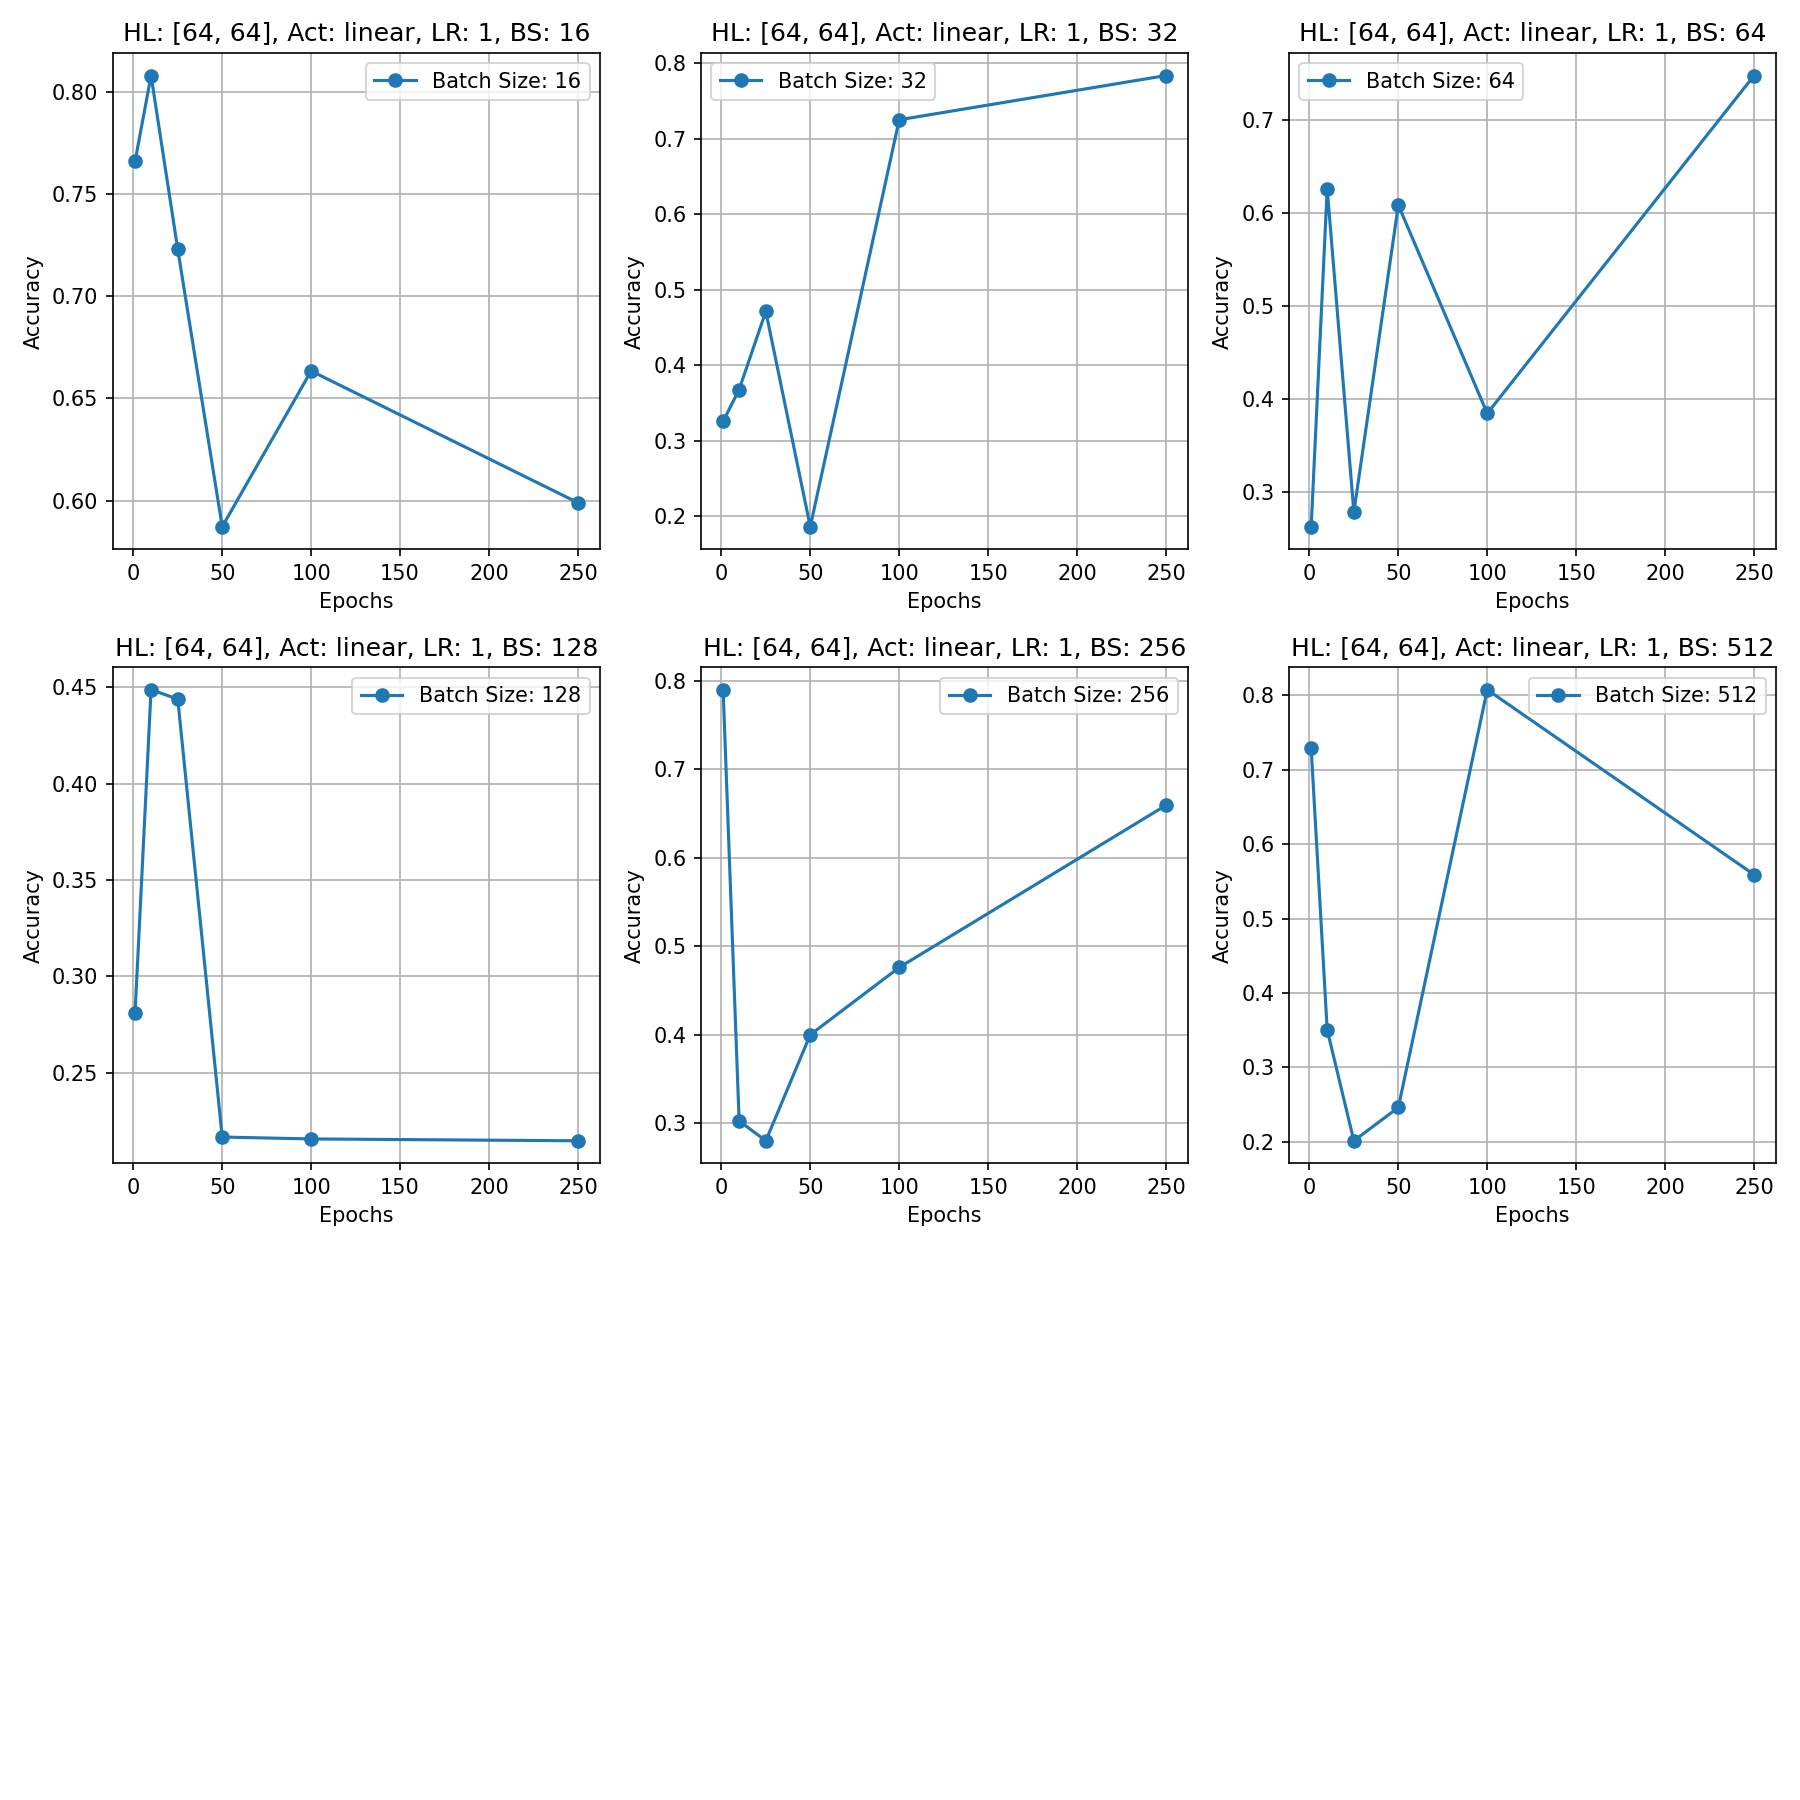 HL: [64, 64], Act: linear, LR: 1, BS: 16
Batch Size: 16
0.80
0.75
0.70
0.65
0.60
Accuracy
0 50 100 150 200 250
Epochs
HL: [64, 64], Act: linear, LR: 1, BS: 32
Batch Size: 32
0.8
0.7
0.6
0.5
0.4
0.3
0.2
Accuracy
0 50 100 150 200 250
Epochs
HL: [64, 64], Act: linear, LR: 1, BS: 64
Batch Size: 64
0.7
0.6
0.5
0.4
0.3
Accuracy
0 50 100 150 200 250
Epochs
HL: [64, 64], Act: linear, LR: 1, BS: 128
Batch Size: 128
0.45
0.40
0.35
0.30
0.25
Accuracy
0 50 100 150 200 250
Epochs
HL: [64, 64], Act: linear, LR: 1, BS: 256
Batch Size: 256
0.8
0.7
0.6
0.5
0.4
0.3
Accuracy
0 50 100 150 200 250
Epochs
HL: [64, 64], Act: linear, LR: 1, BS: 512
Batch Size: 512
0.8
0.7
0.6
0.5
0.4
0.3
0.2
Accuracy
0 50 100 150 200 250
Epochs